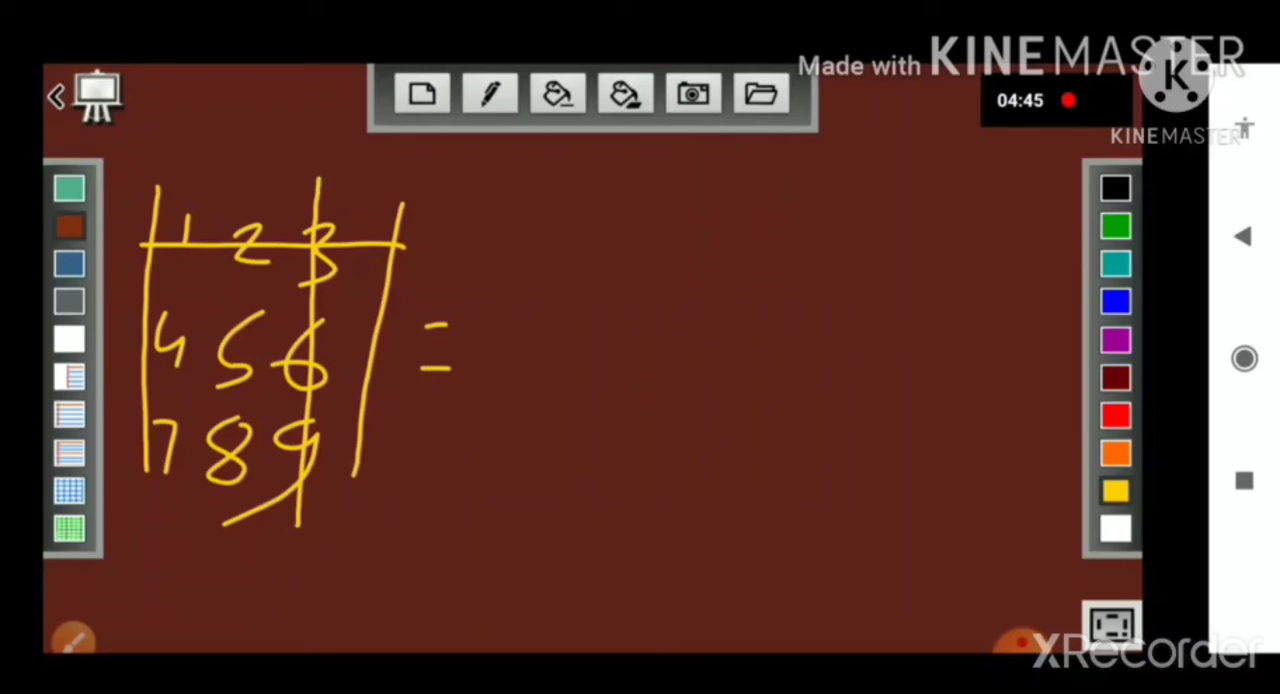 Made with KINEMASTER
04:45
K
KINEMASTER
1 2 3
4 5 6 =
7 8 9
XRecorder